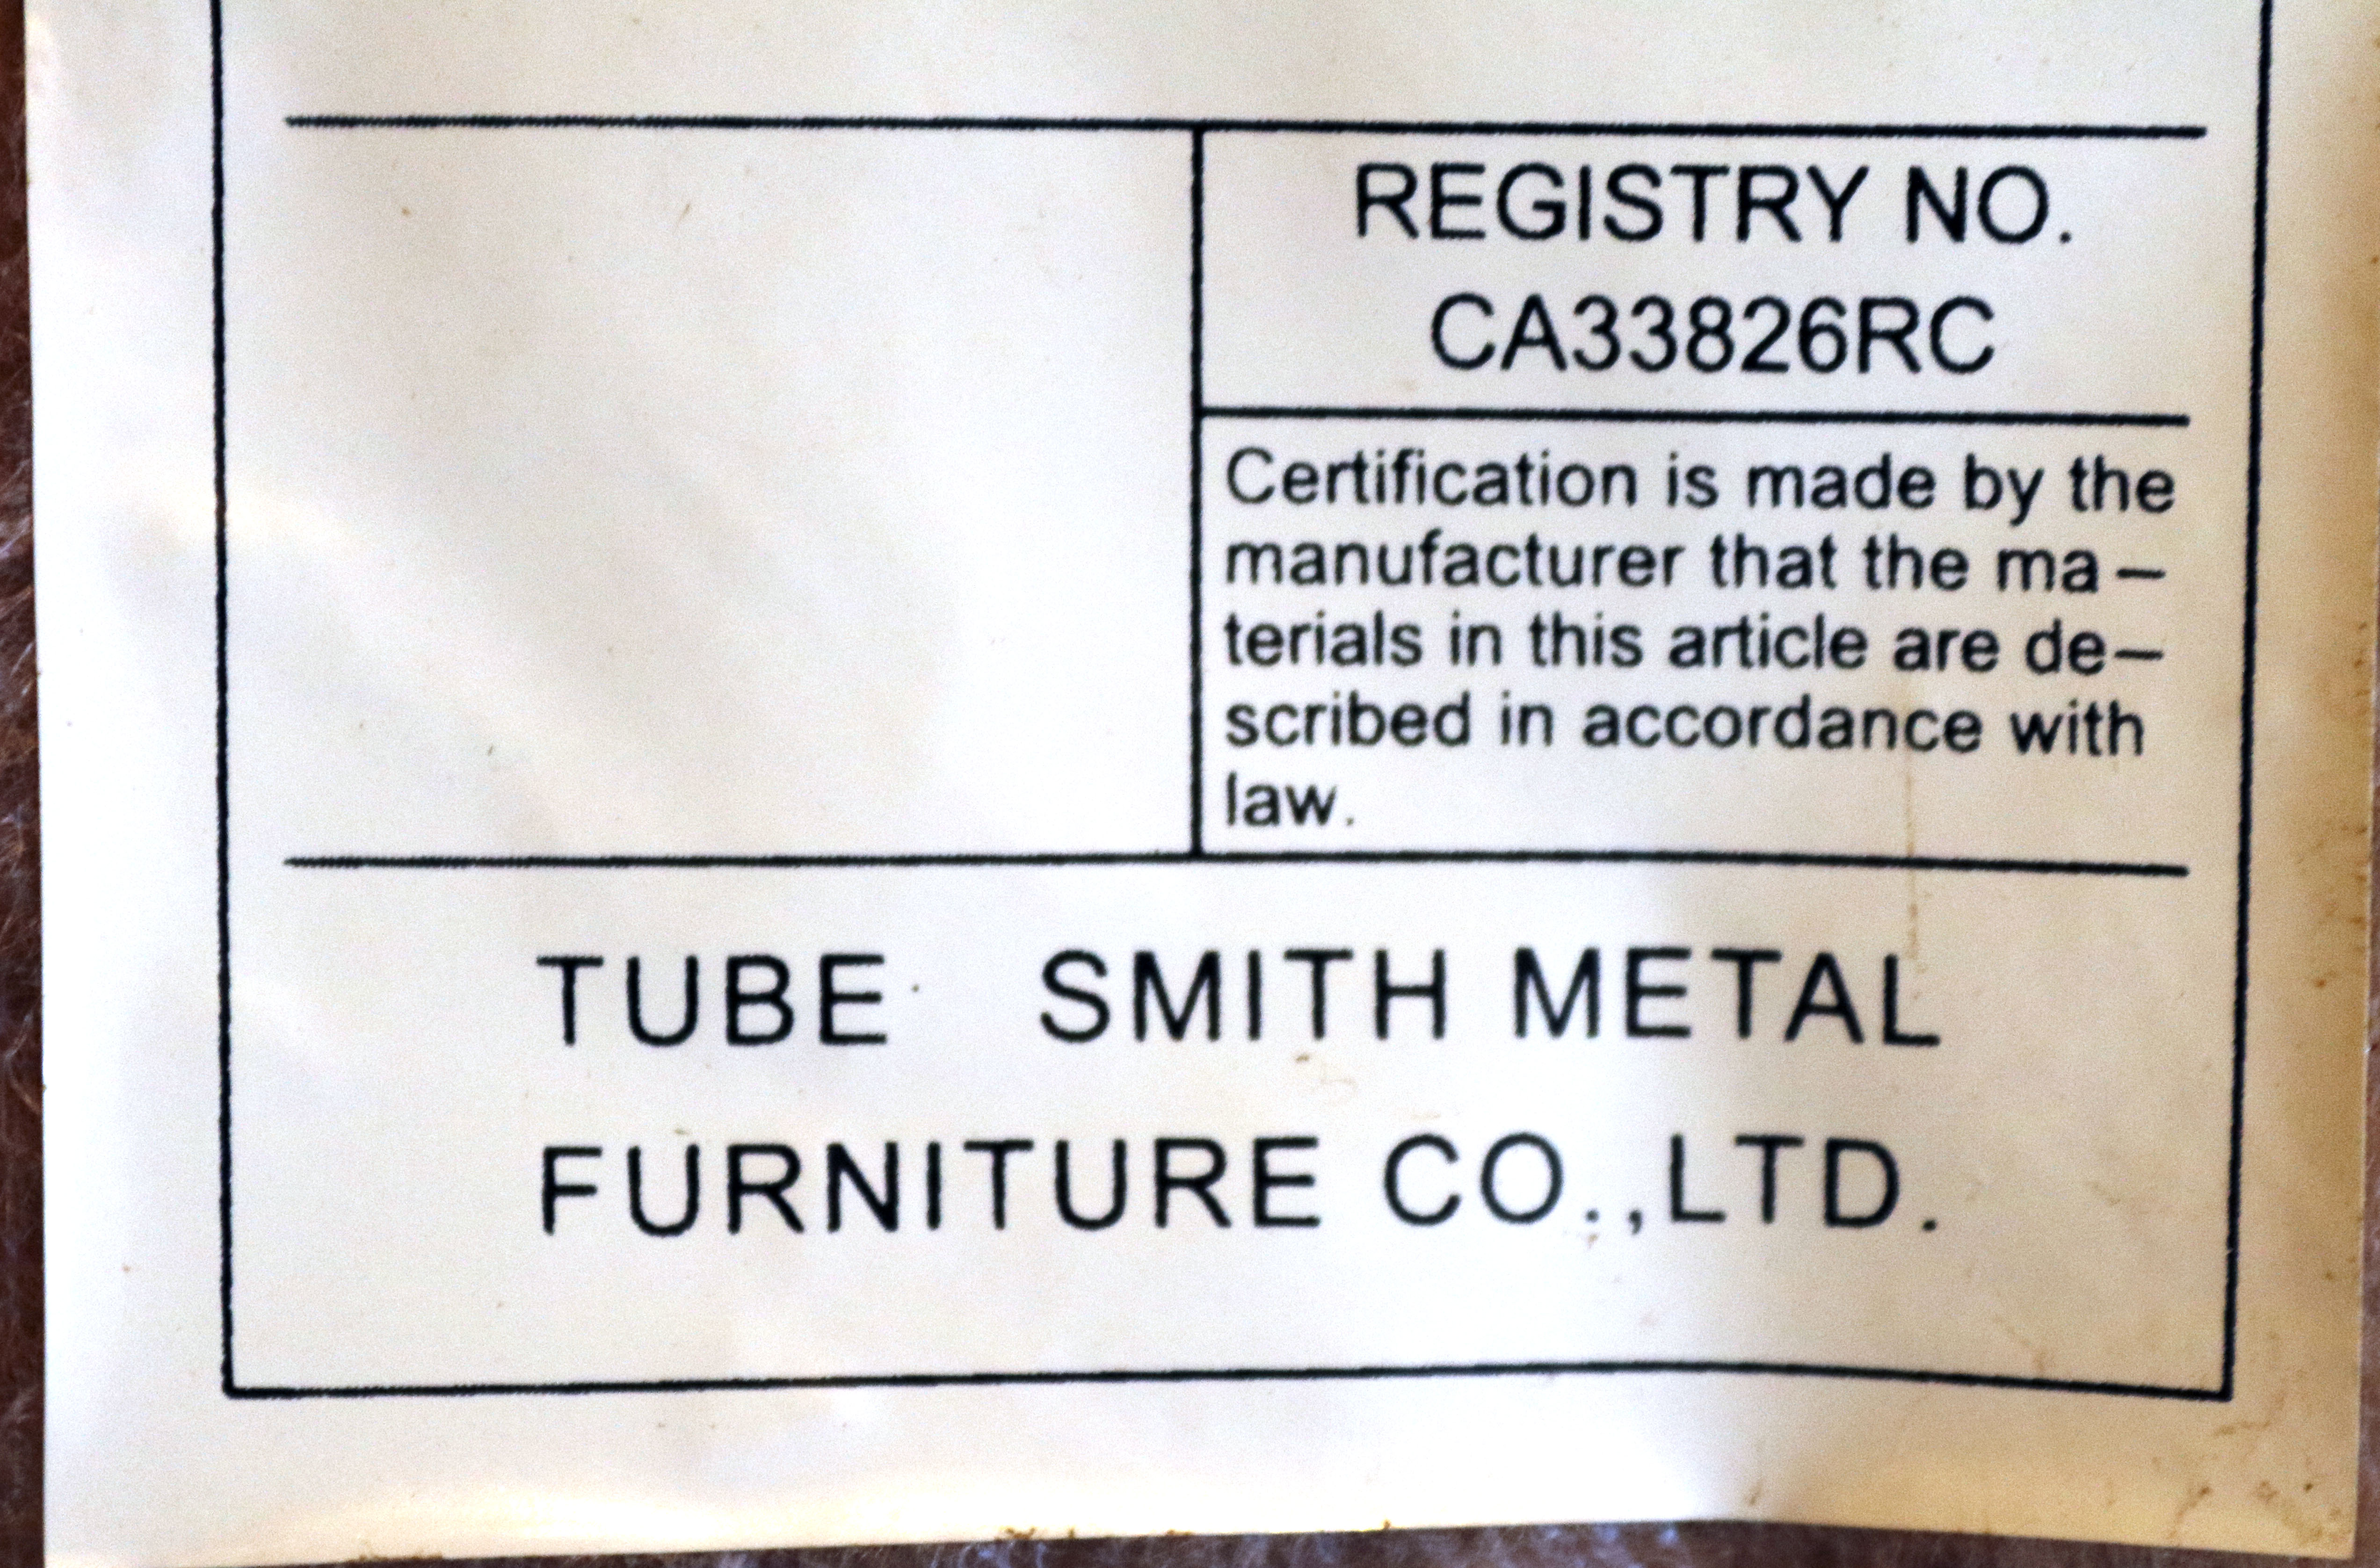 REGISTRY NO.
CA33826RC
Certification is made by the
manufacturer that the ma-
terials in this article are de-
scribed in accordance with
law.
TUBE SMITH METAL
FURNITURE CO.,LTD.